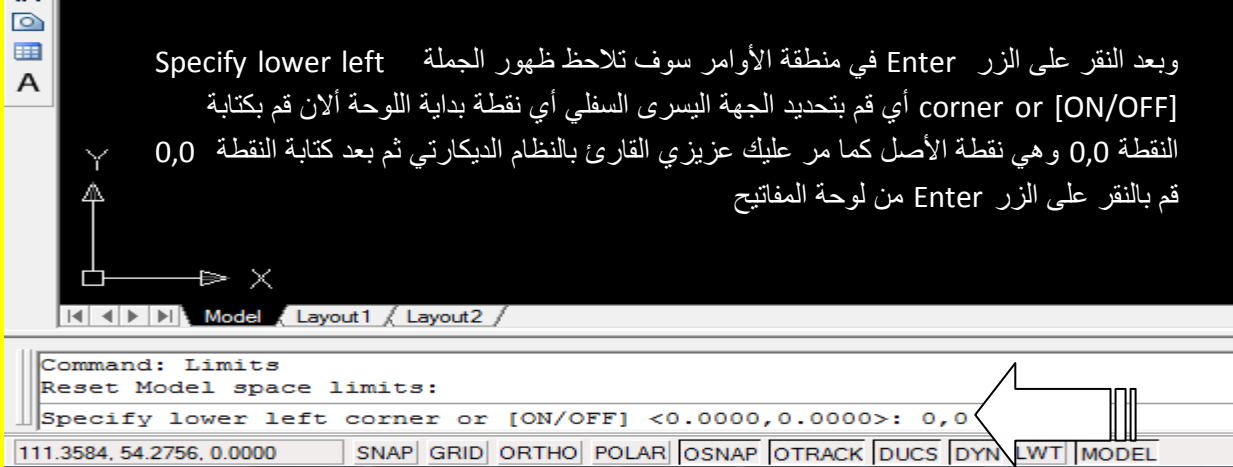 A
وبعد النقر على الزر Enter في منطقة الأوامر سوف تلاحظ ظهور الجملة Specify lower left
corner or [ON/OFF] أي قم بتحديد الجهة اليسرى السفلي أي نقطة بداية اللوحة ألان قم بكتابة
النقطة 0,0 وهي نقطة الأصل كما مر عليك عزيزي القارئ بالنظام الديكارتي ثم بعد كتابة النقطة 0,0
قم بالنقر على الزر Enter من لوحة المفاتيح
Y
X
Model Layout1 Layout2
Command: Limits
Reset Model space limits:
Specify lower left corner or [ON/OFF] <0.0000,0.0000>: 0,0
111.3584, 54.2756, 0.0000 SNAP GRID ORTHO POLAR OSNAP OTRACK DUCS DYN LWT MODEL